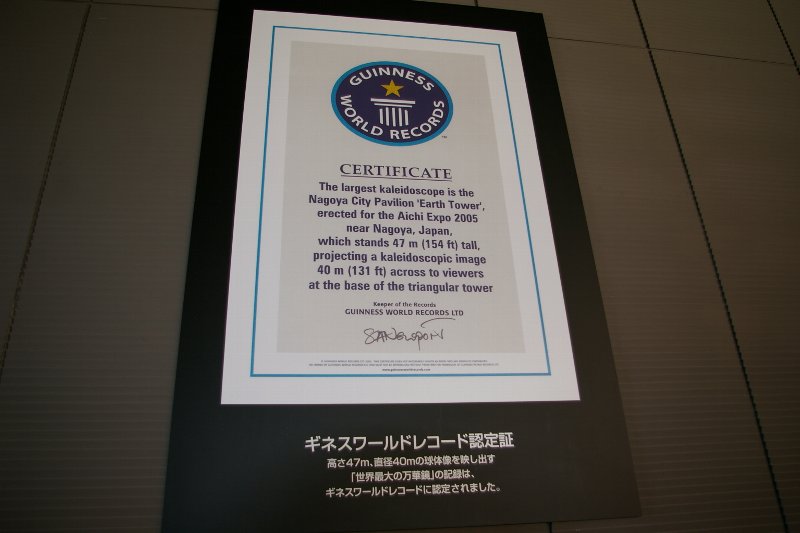 GUINNESS
WORLD RECORDS
TM
CERTIFICATE
The largest kaleidoscope is the
Nagoya City Pavilion 'Earth Tower',
erected for the Aichi Expo 2005
near Nagoya, Japan,
which stands 47 m (154 ft) tall,
projecting a kaleidoscopic image
40 m (131 ft) across to viewers
at the base of the triangular tower
Keeper of the Records
GUINNESS WORLD RECORDS LTD
www.guinnessworldrecords.com
ギネスワールドレコード認定証
高さ47m、直径40mの球体像を映し出す
「世界最大の万華鏡」の記録は、
ギネスワールドレコードに認定されました。